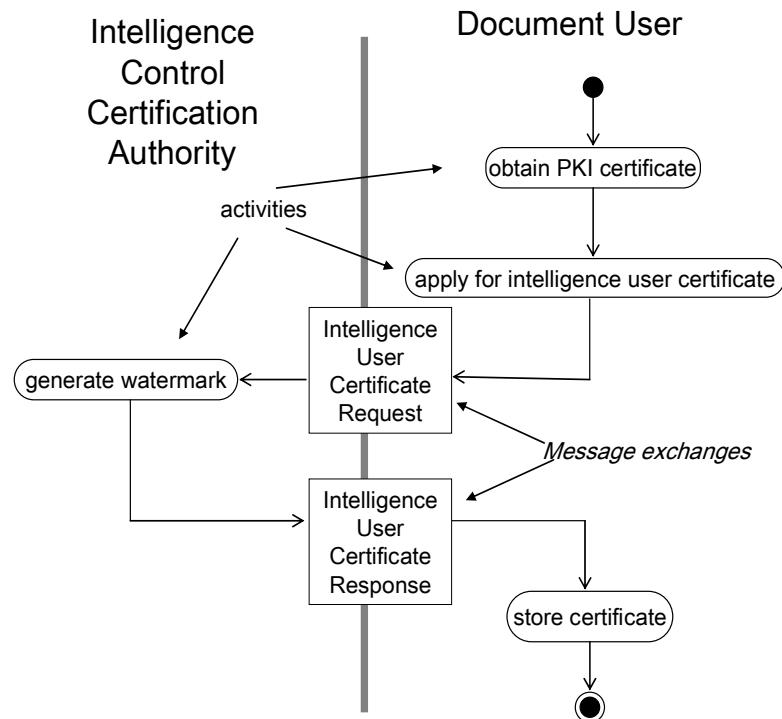 Intelligence
Control
Certification
Authority
Document User
obtain PKI certificate
activities
apply for intelligence user certificate
Intelligence
User
Certificate
Request
generate watermark
Message exchanges
Intelligence
User
Certificate
Response
store certificate